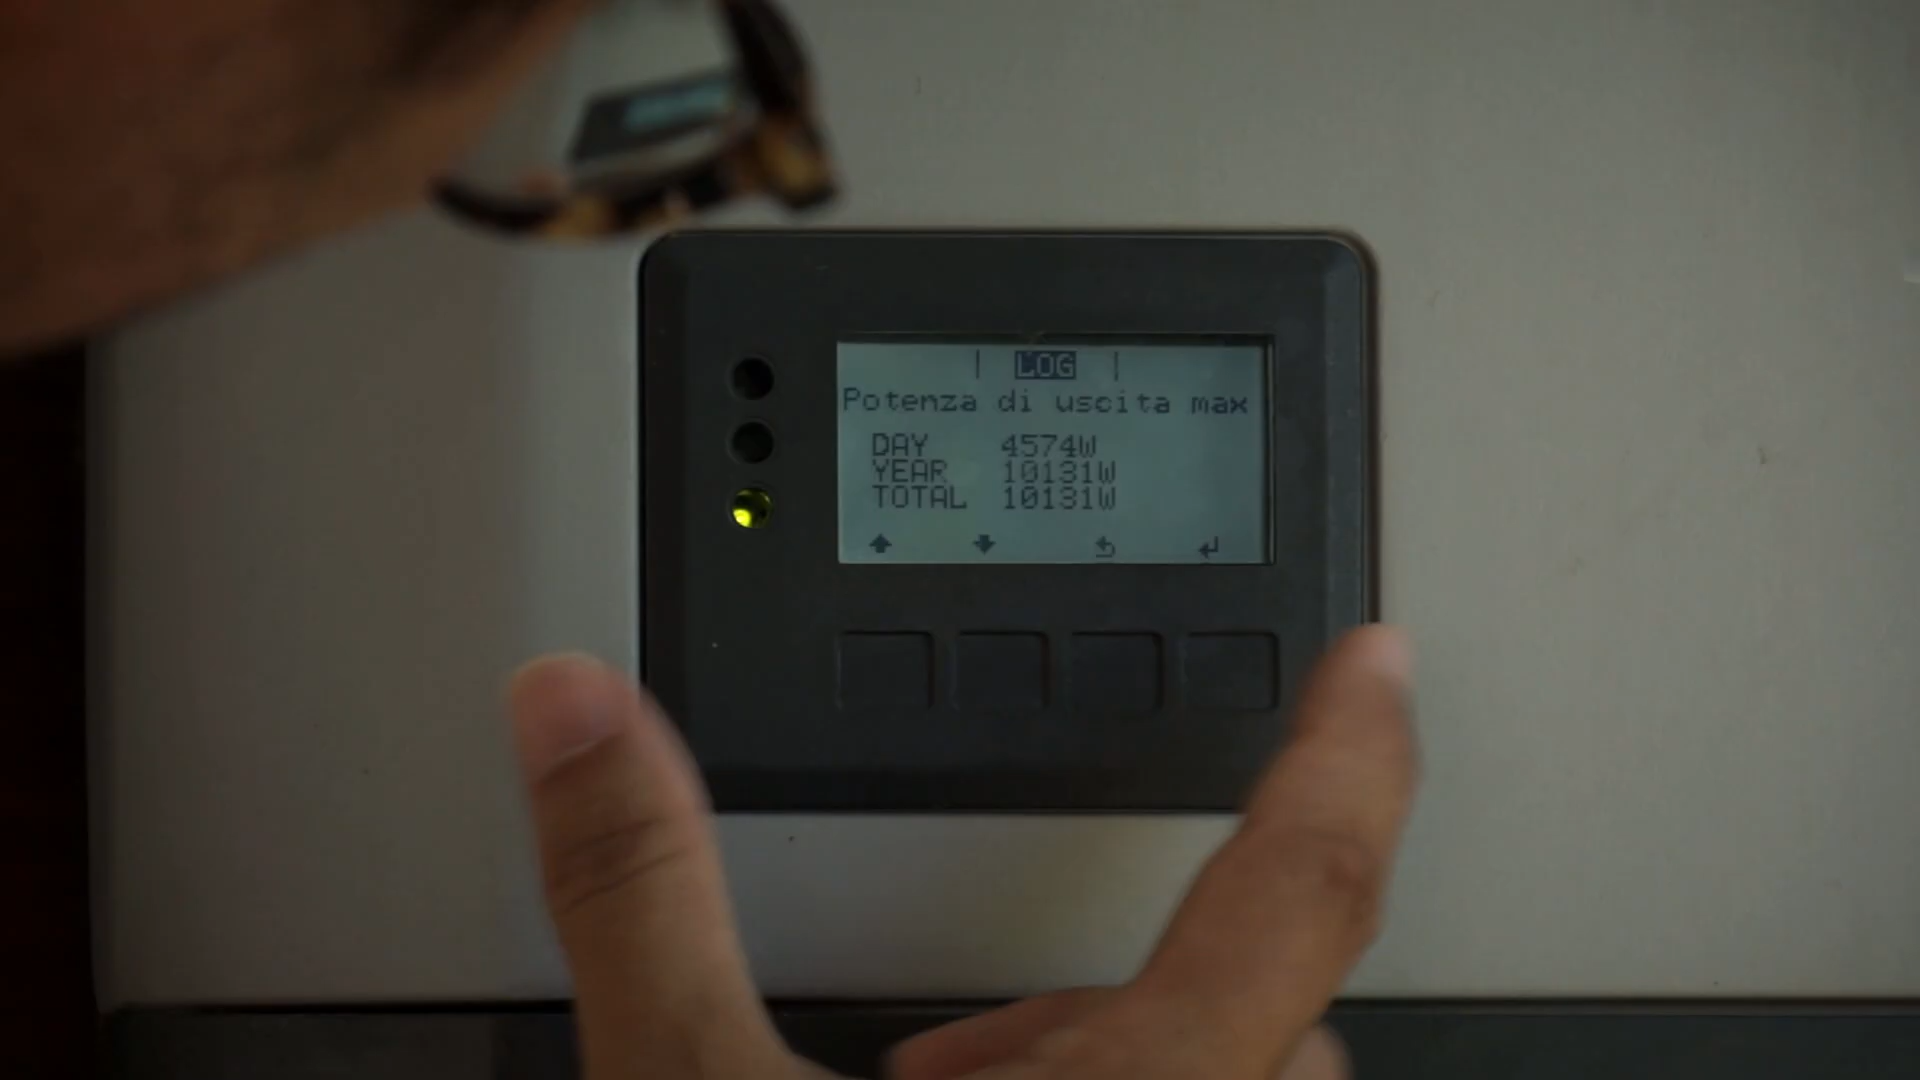 | LOG |
Potenza di uscita max
DAY 4574W
YEAR 10131W
TOTAL 10131W